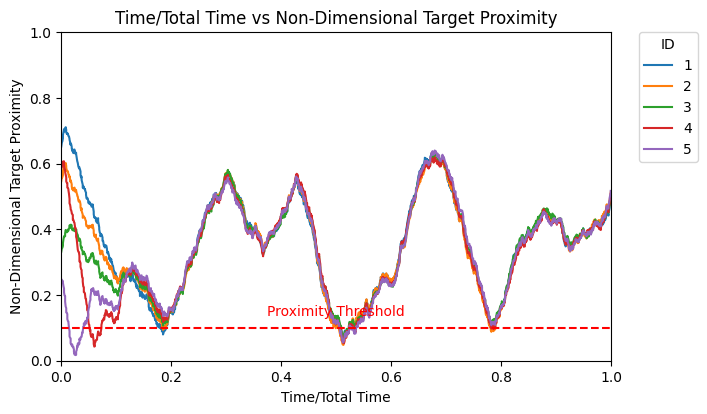 Time/Total Time vs Non-Dimensional Target Proximity
Non-Dimensional Target Proximity
1.0
0.8
0.6
0.4
0.2
0.0
Proximity Threshold
0.0 0.2 0.4 0.6 0.8 1.0
Time/Total Time
ID
1
2
3
4
5